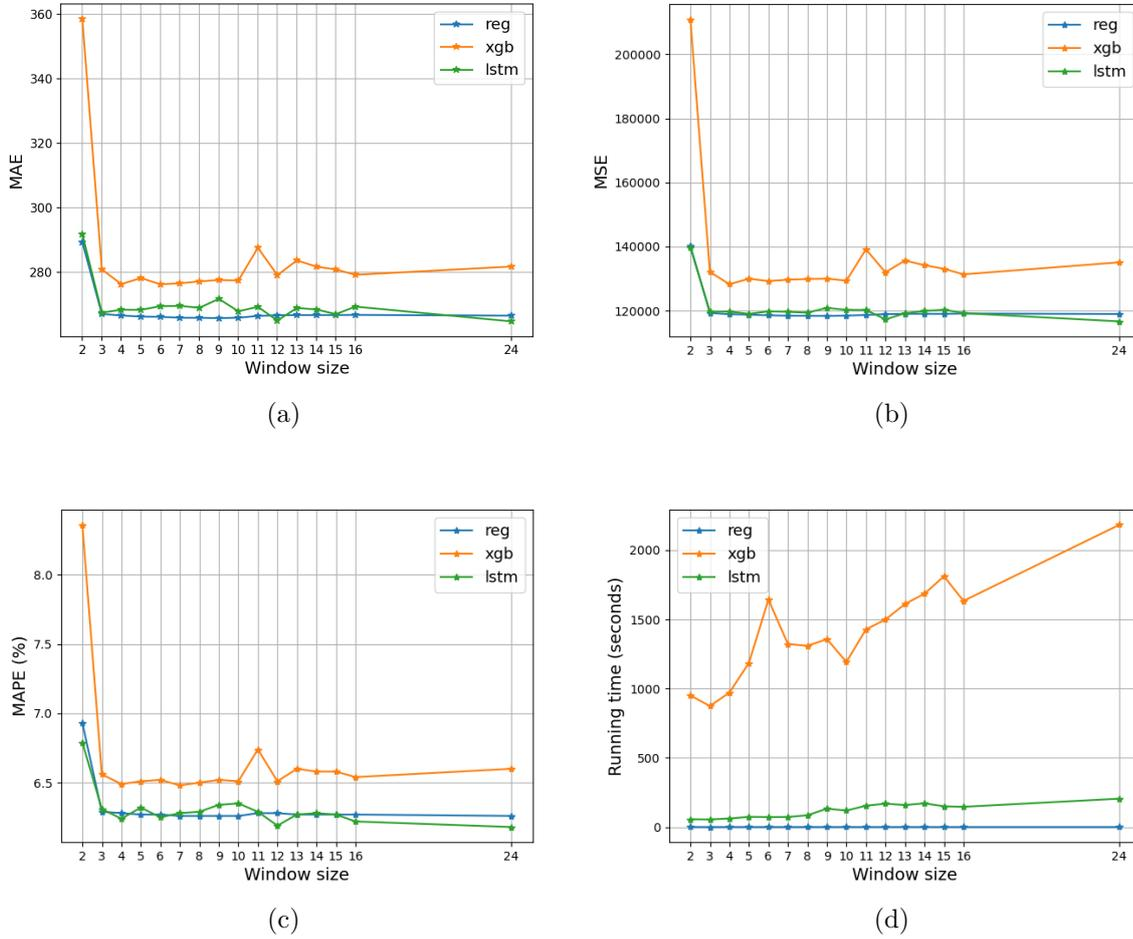 360
340
320
300
280
MAE
reg
xgb
lstm
2 3 4 5 6 7 8 9 10 11 12 13 14 15 16 24
Window size
(a)
200000
180000
160000
140000
120000
MSE
reg
xgb
lstm
2 3 4 5 6 7 8 9 10 11 12 13 14 15 16 24
Window size
(b)
8.0
7.5
7.0
6.5
MAPE (%)
reg
xgb
lstm
2 3 4 5 6 7 8 9 10 11 12 13 14 15 16 24
Window size
(c)
2000
1500
1000
500
0
Running time (seconds)
reg
xgb
lstm
2 3 4 5 6 7 8 9 10 11 12 13 14 15 16 24
Window size
(d)